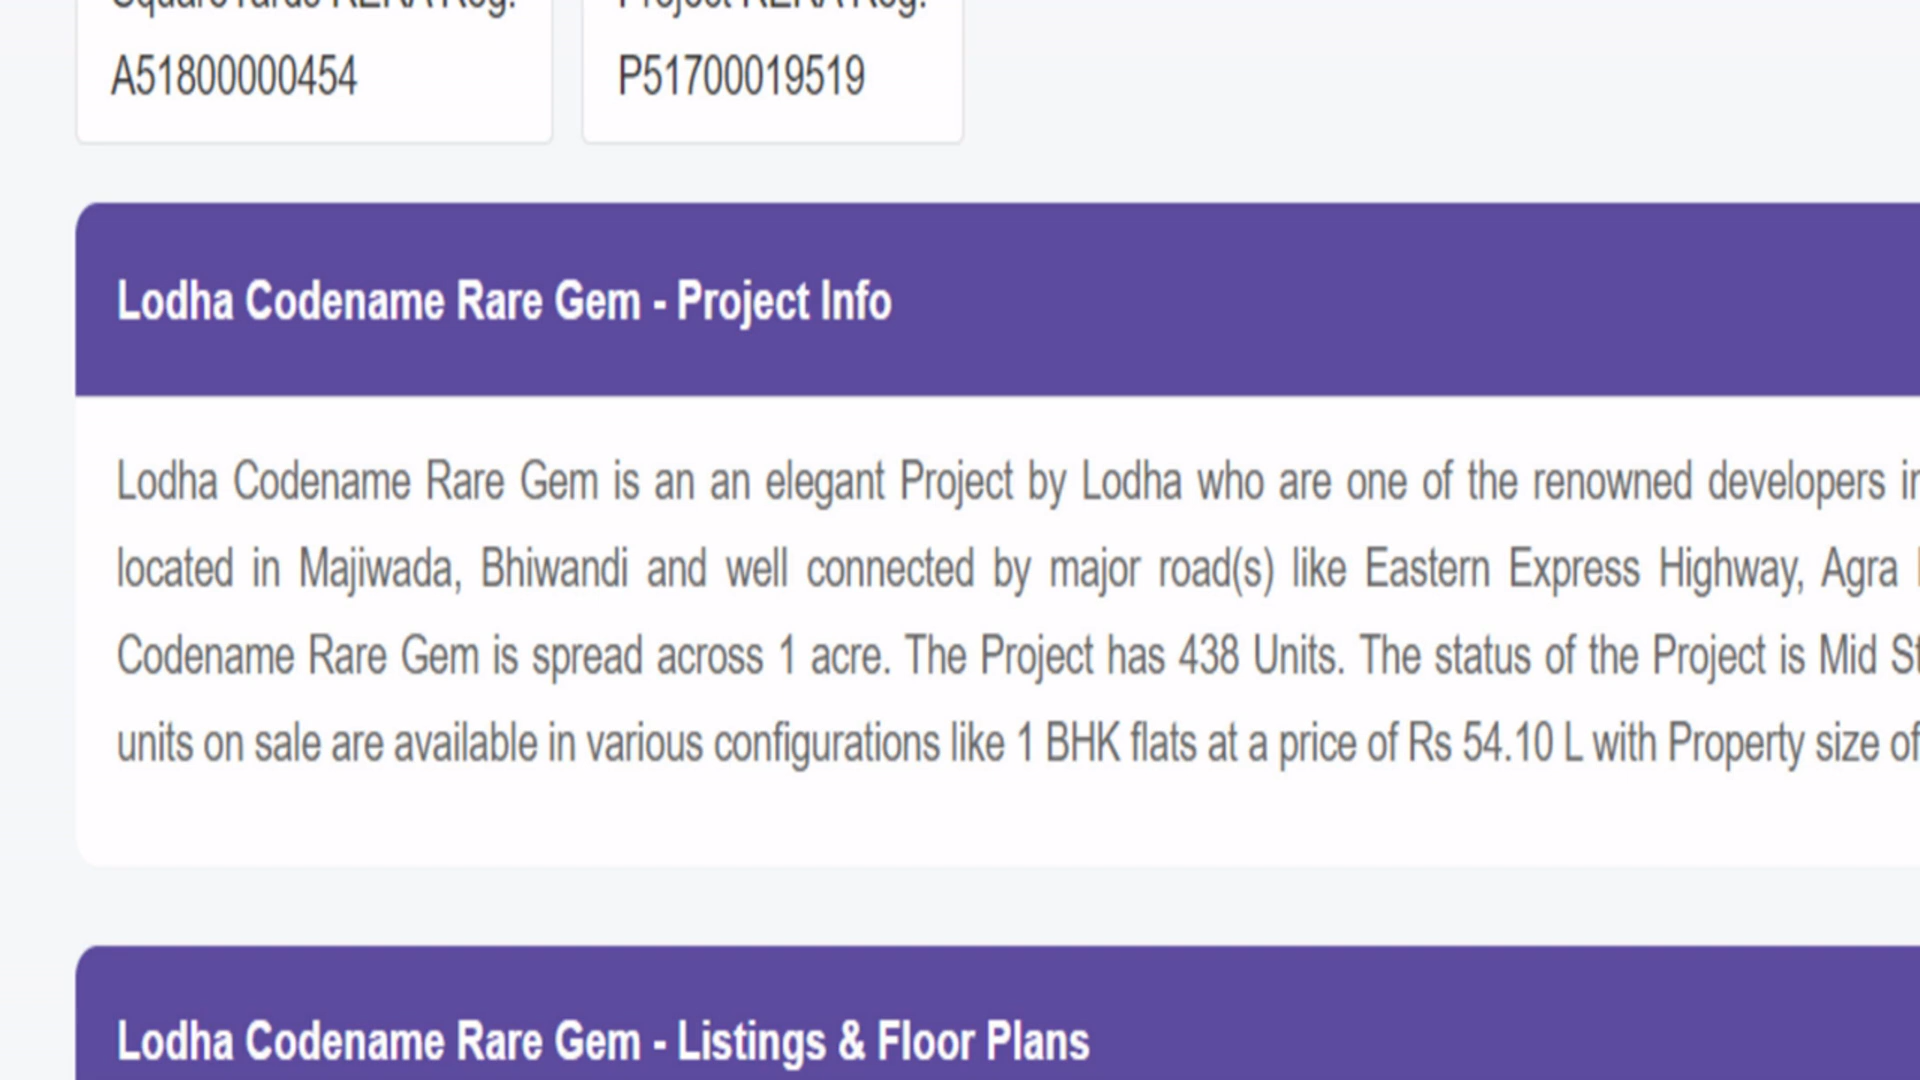 Project RERA Reg.
A51800000454
P51700019519
Lodha Codename Rare Gem - Project Info
Lodha Codename Rare Gem is an an elegant Project by Lodha who are one of the renowned developers
located in Majiwada, Bhiwandi and well connected by major road(s) like Eastern Express Highway, Agra
Codename Rare Gem is spread across 1 acre. The Project has 438 Units. The status of the Project is Mid
units on sale are available in various configurations like 1 BHK flats at a price of Rs 54.10 L with Property size of
Lodha Codename Rare Gem - Listings & Floor Plans